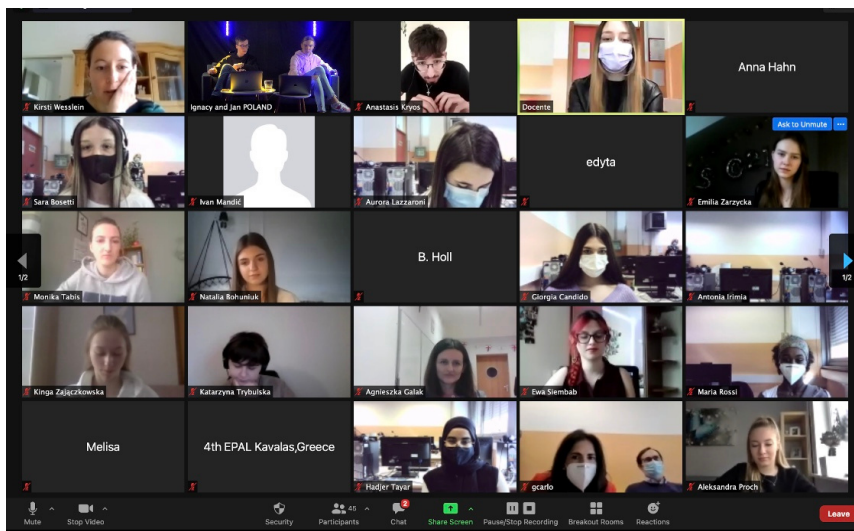 Kirsti Wesslein
Ignacy and Jan POLAND
Anastasis Kryos
Docente
Anna Hahn
Sara Bosetti
Ivan Mandić
Aurora Lazzaroni
edyta
Ask to Unmute
Emilia Zarzycka
1/2
Monika Tabis
Natalia Bohuniuk
B. Holl
Giorgia Candido
Antonia Irimia
1/2
Kinga Zajączkowska
Katarzyna Trybulska
Agnieszka Gałak
Ewa Siembab
Maria Rossi
Melisa
4th EPAL Kavalas,Greece
Hadjer Tayar
gcarlo
Aleksandra Proch
Mute
Stop Video
Security
Participants
45
Chat
2
Share Screen
Pause/Stop Recording
Breakout Rooms
Reactions
Leave